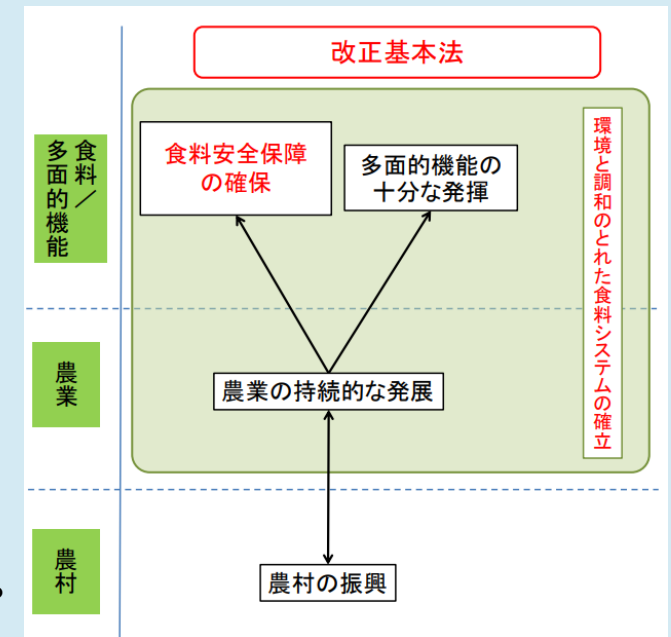 改正基本法
食料／
多面的機能
食料安全保障
の確保
多面的機能の
十分な発揮
環境と調和のとれた食料システムの確立
農業
農業の持続的な発展
農村
農村の振興